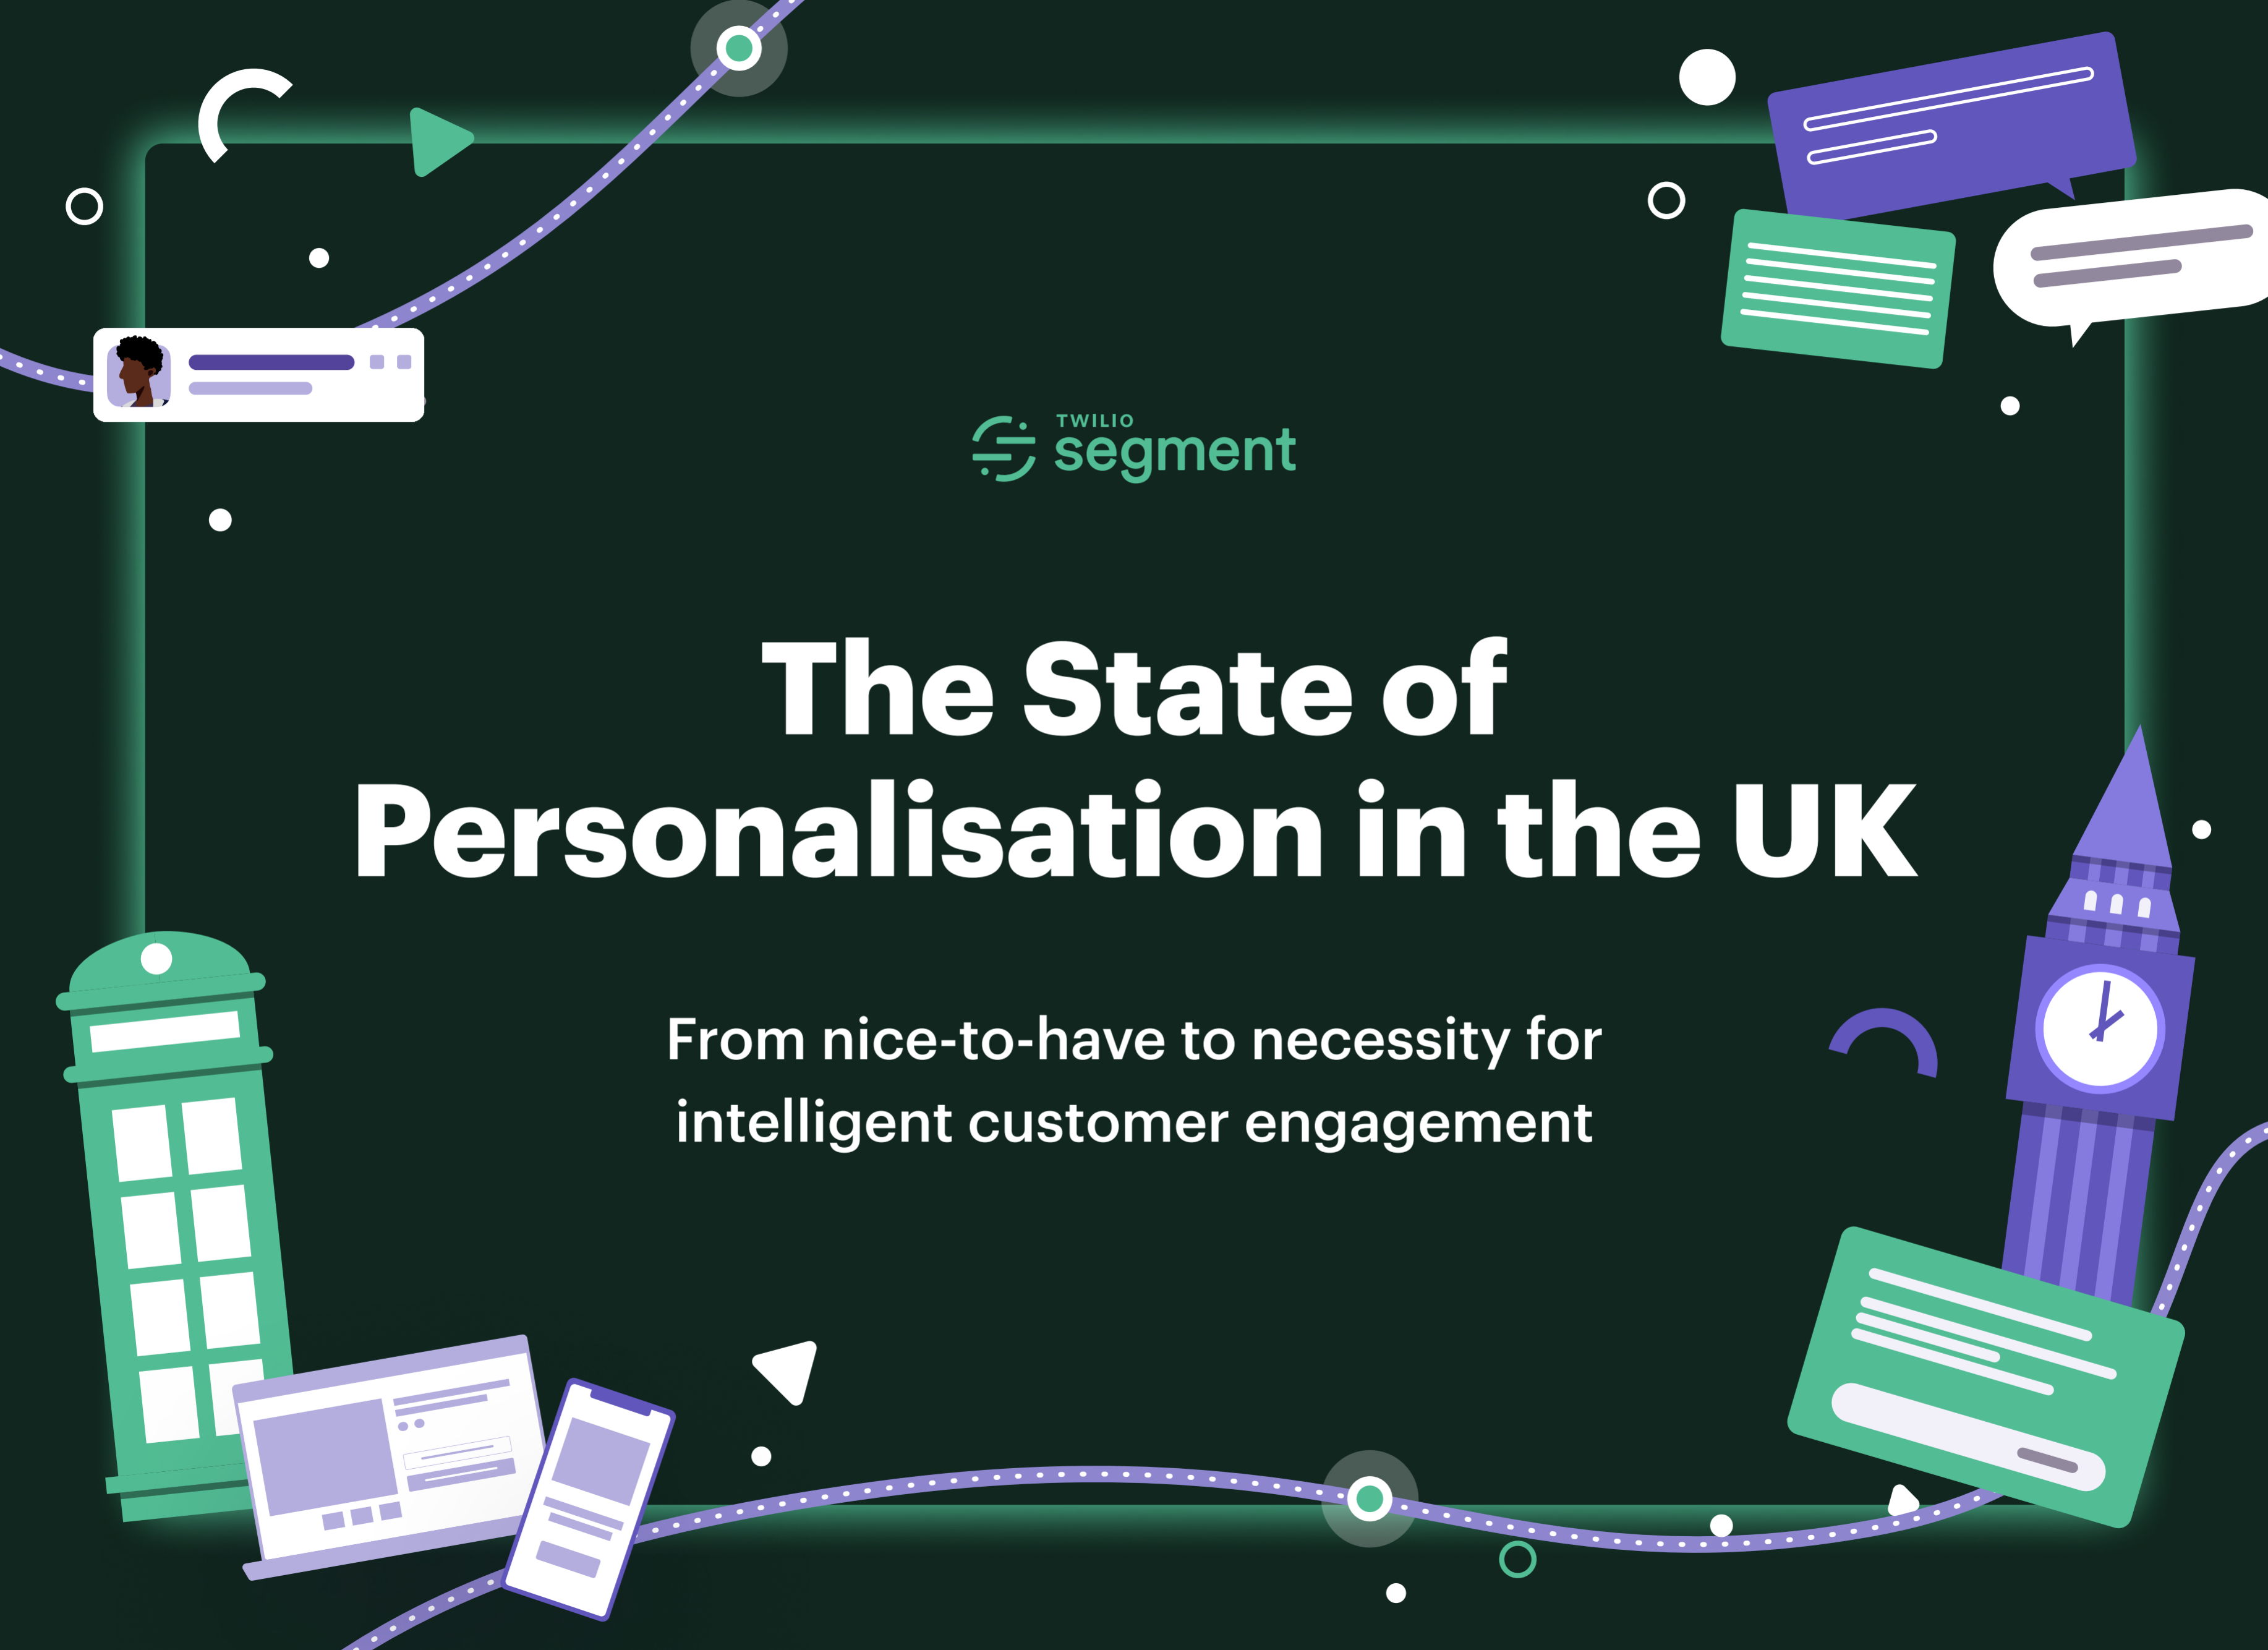 TWILIO
segment
The State of
Personalisation in the UK
From nice-to-have to necessity for
intelligent customer engagement